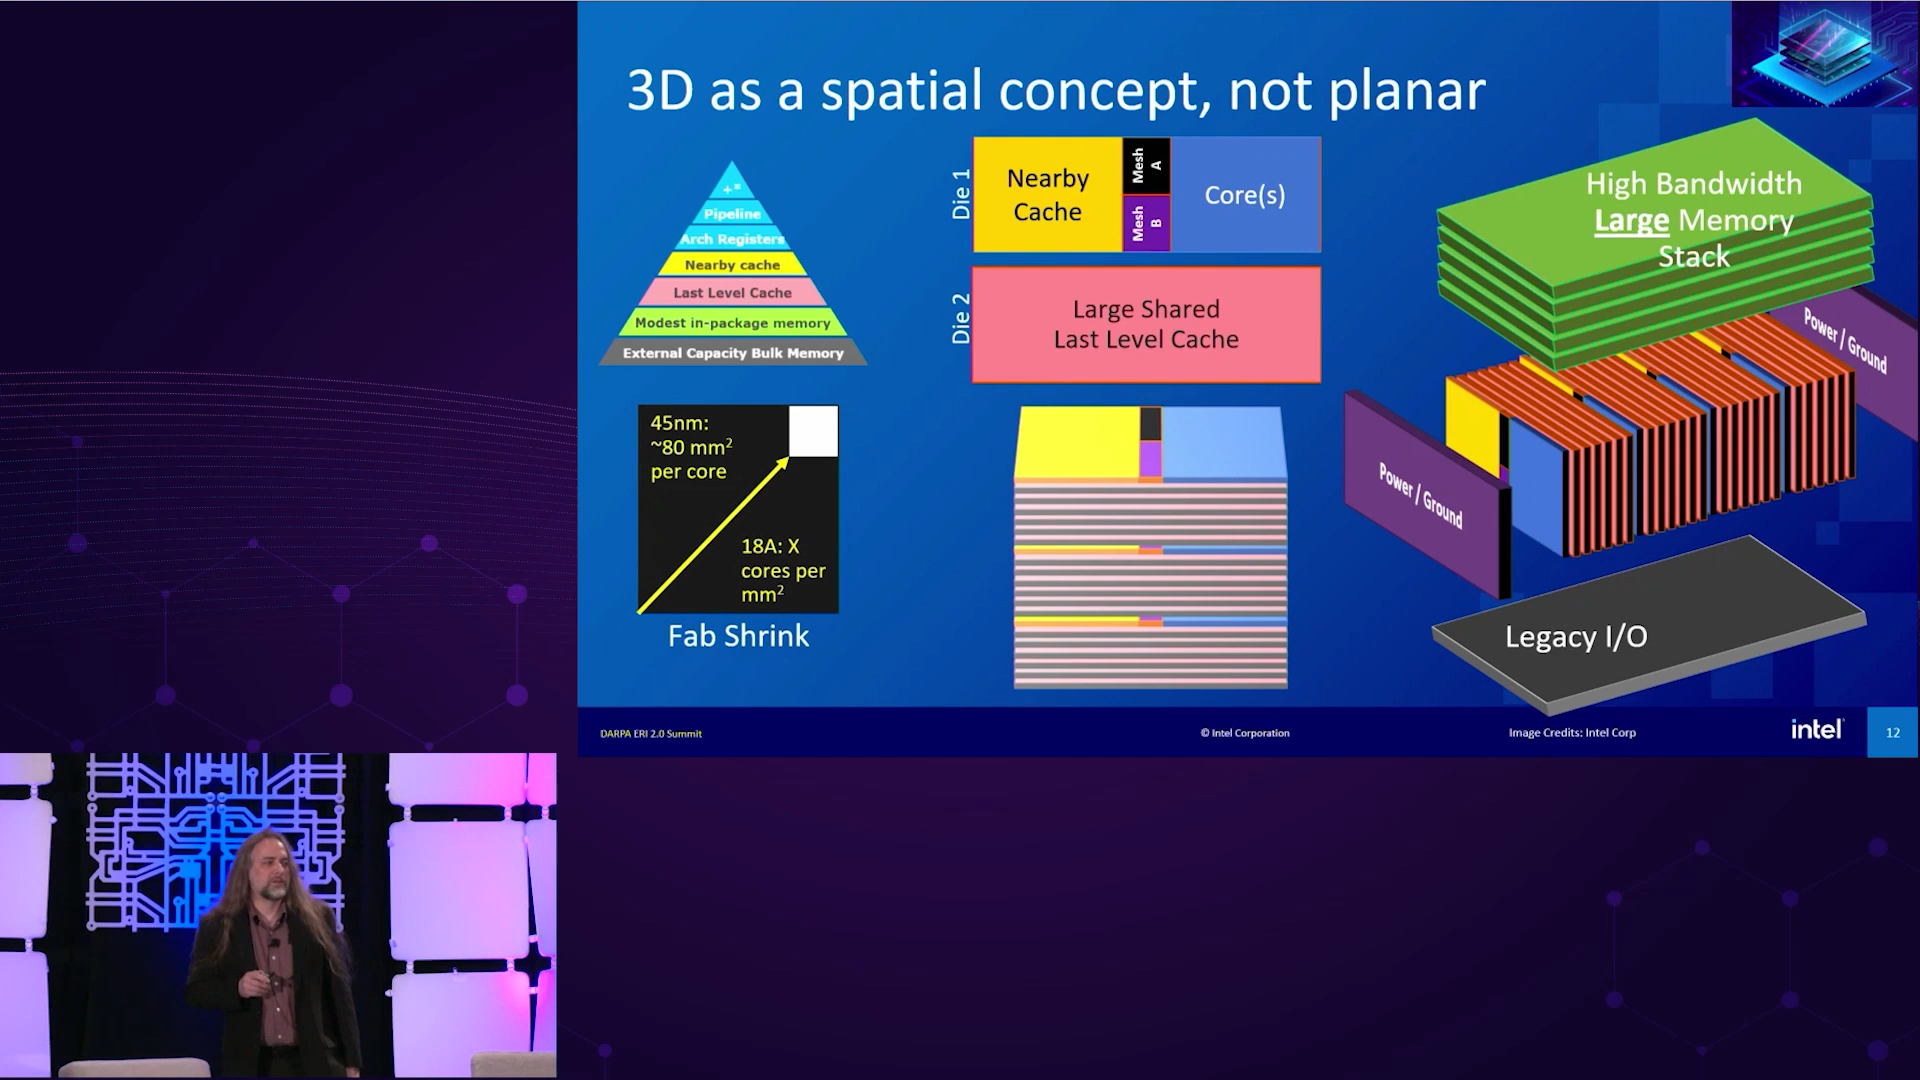 3D as a spatial concept, not planar
+*
Pipeline
Arch Registers
Nearby cache
Last Level Cache
Modest in-package memory
External Capacity Bulk Memory
45nm:
~80 mm²
per core
18A: X
cores per
mm²
Fab Shrink
Die 1
Nearby
Cache
Mesh
A
Mesh
B
Core(s)
Die 2
Large Shared
Last Level Cache
High Bandwidth
Large Memory
Stack
Power / Ground
Power / Ground
Legacy I/O
DARPA ERI 2.0 Summit
© Intel Corporation
Image Credits: Intel Corp
intel
12